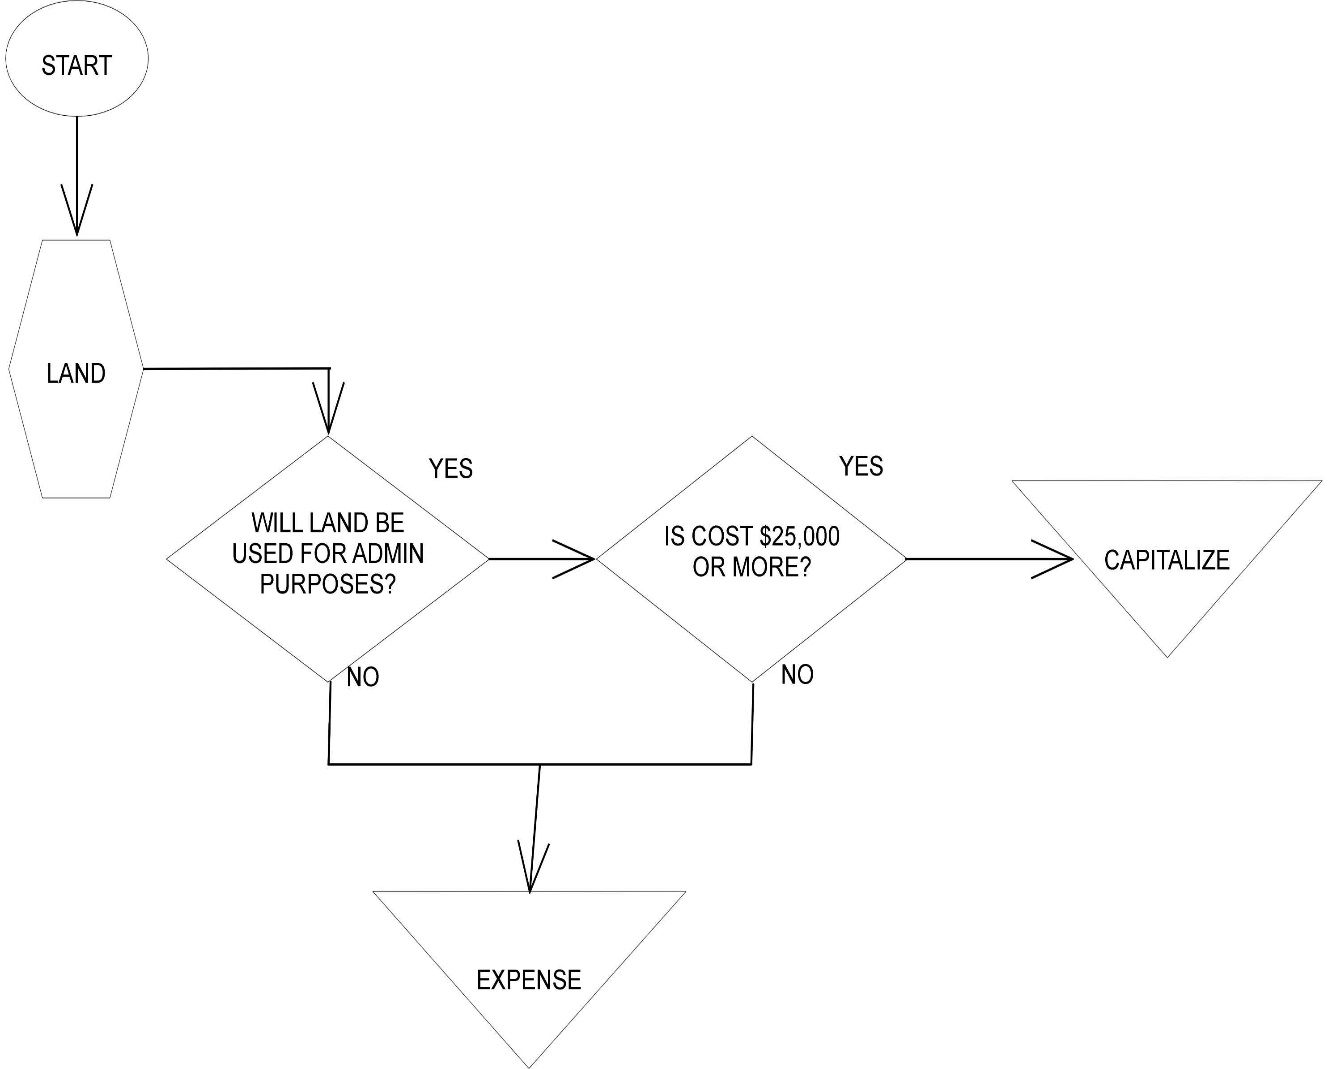 START
LAND
YES
WILL LAND BE
USED FOR ADMIN
PURPOSES?
NO
YES
IS COST $25,000
OR MORE?
NO
CAPITALIZE
EXPENSE